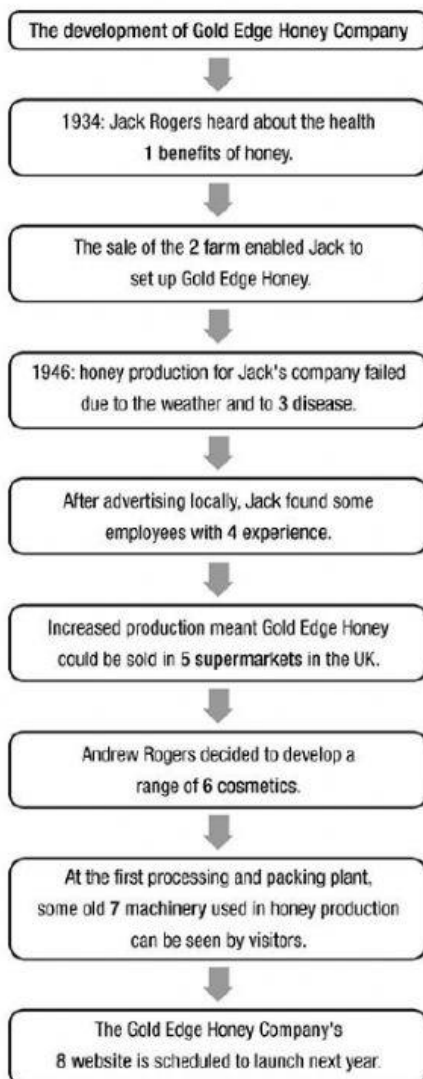 The development of Gold Edge Honey Company
1934: Jack Rogers heard about the health
1 benefits of honey.
The sale of the 2 farm enabled Jack to
set up Gold Edge Honey.
1946: honey production for Jack's company failed
due to the weather and to 3 disease.
After advertising locally, Jack found some
employees with 4 experience.
Increased production meant Gold Edge Honey
could be sold in 5 supermarkets in the UK.
Andrew Rogers decided to develop a
range of 6 cosmetics.
At the first processing and packing plant,
some old 7 machinery used in honey production
can be seen by visitors.
The Gold Edge Honey Company's
8 website is scheduled to launch next year.